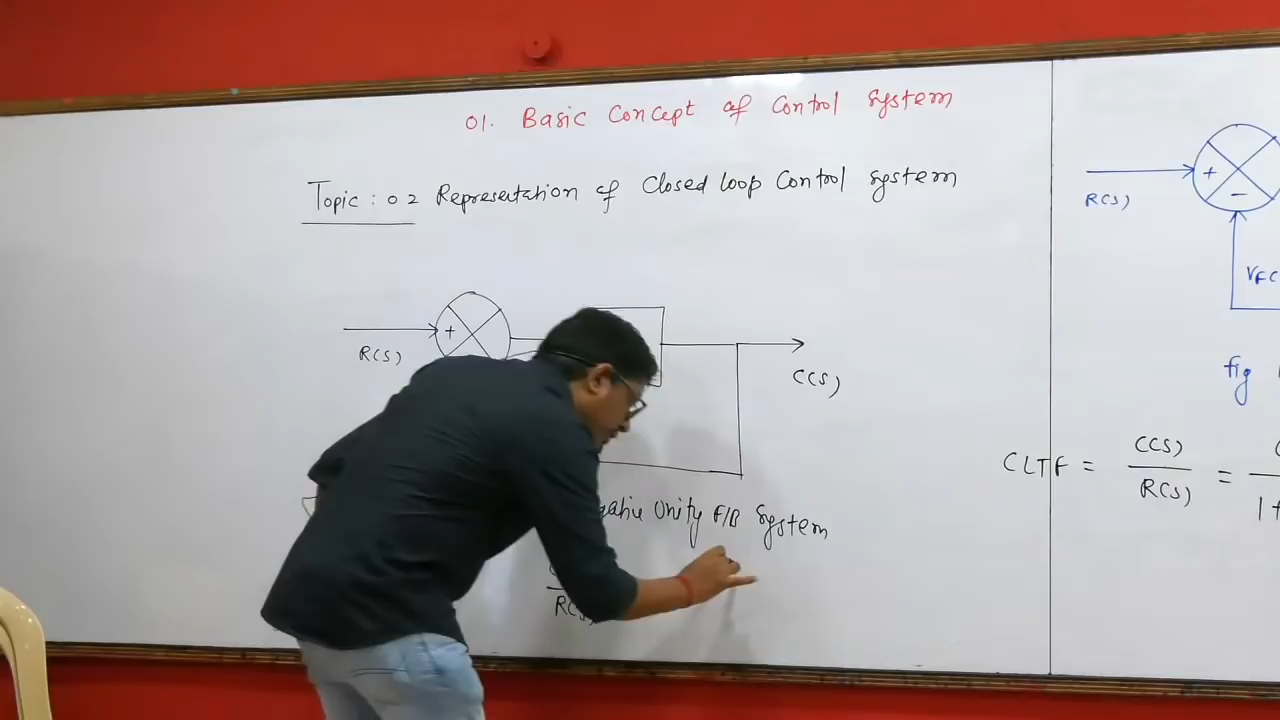 01. Basic Concept of Control System
Topic : 02 Representation of Closed loop Control system
+
R(S)
C(S)
Unity F/B System
R(S)
R(S)
+
-
fig
CLTF = C(S) / R(S) =
1+